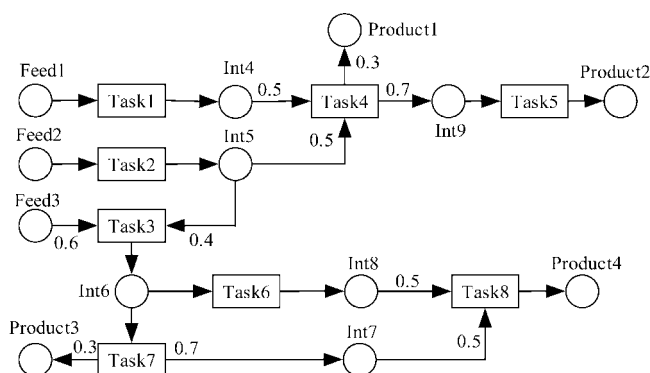 Product1
Feed1
Int4
0.3
Product2
Task1
0.5
Task4
0.7
Task5
Feed2
Int5
Int9
Task2
0.5
Feed3
Task3
0.6
0.4
Int6
Task6
Int8
0.5
Task8
Product4
Product3
Int7
0.3
Task7
0.7
0.5